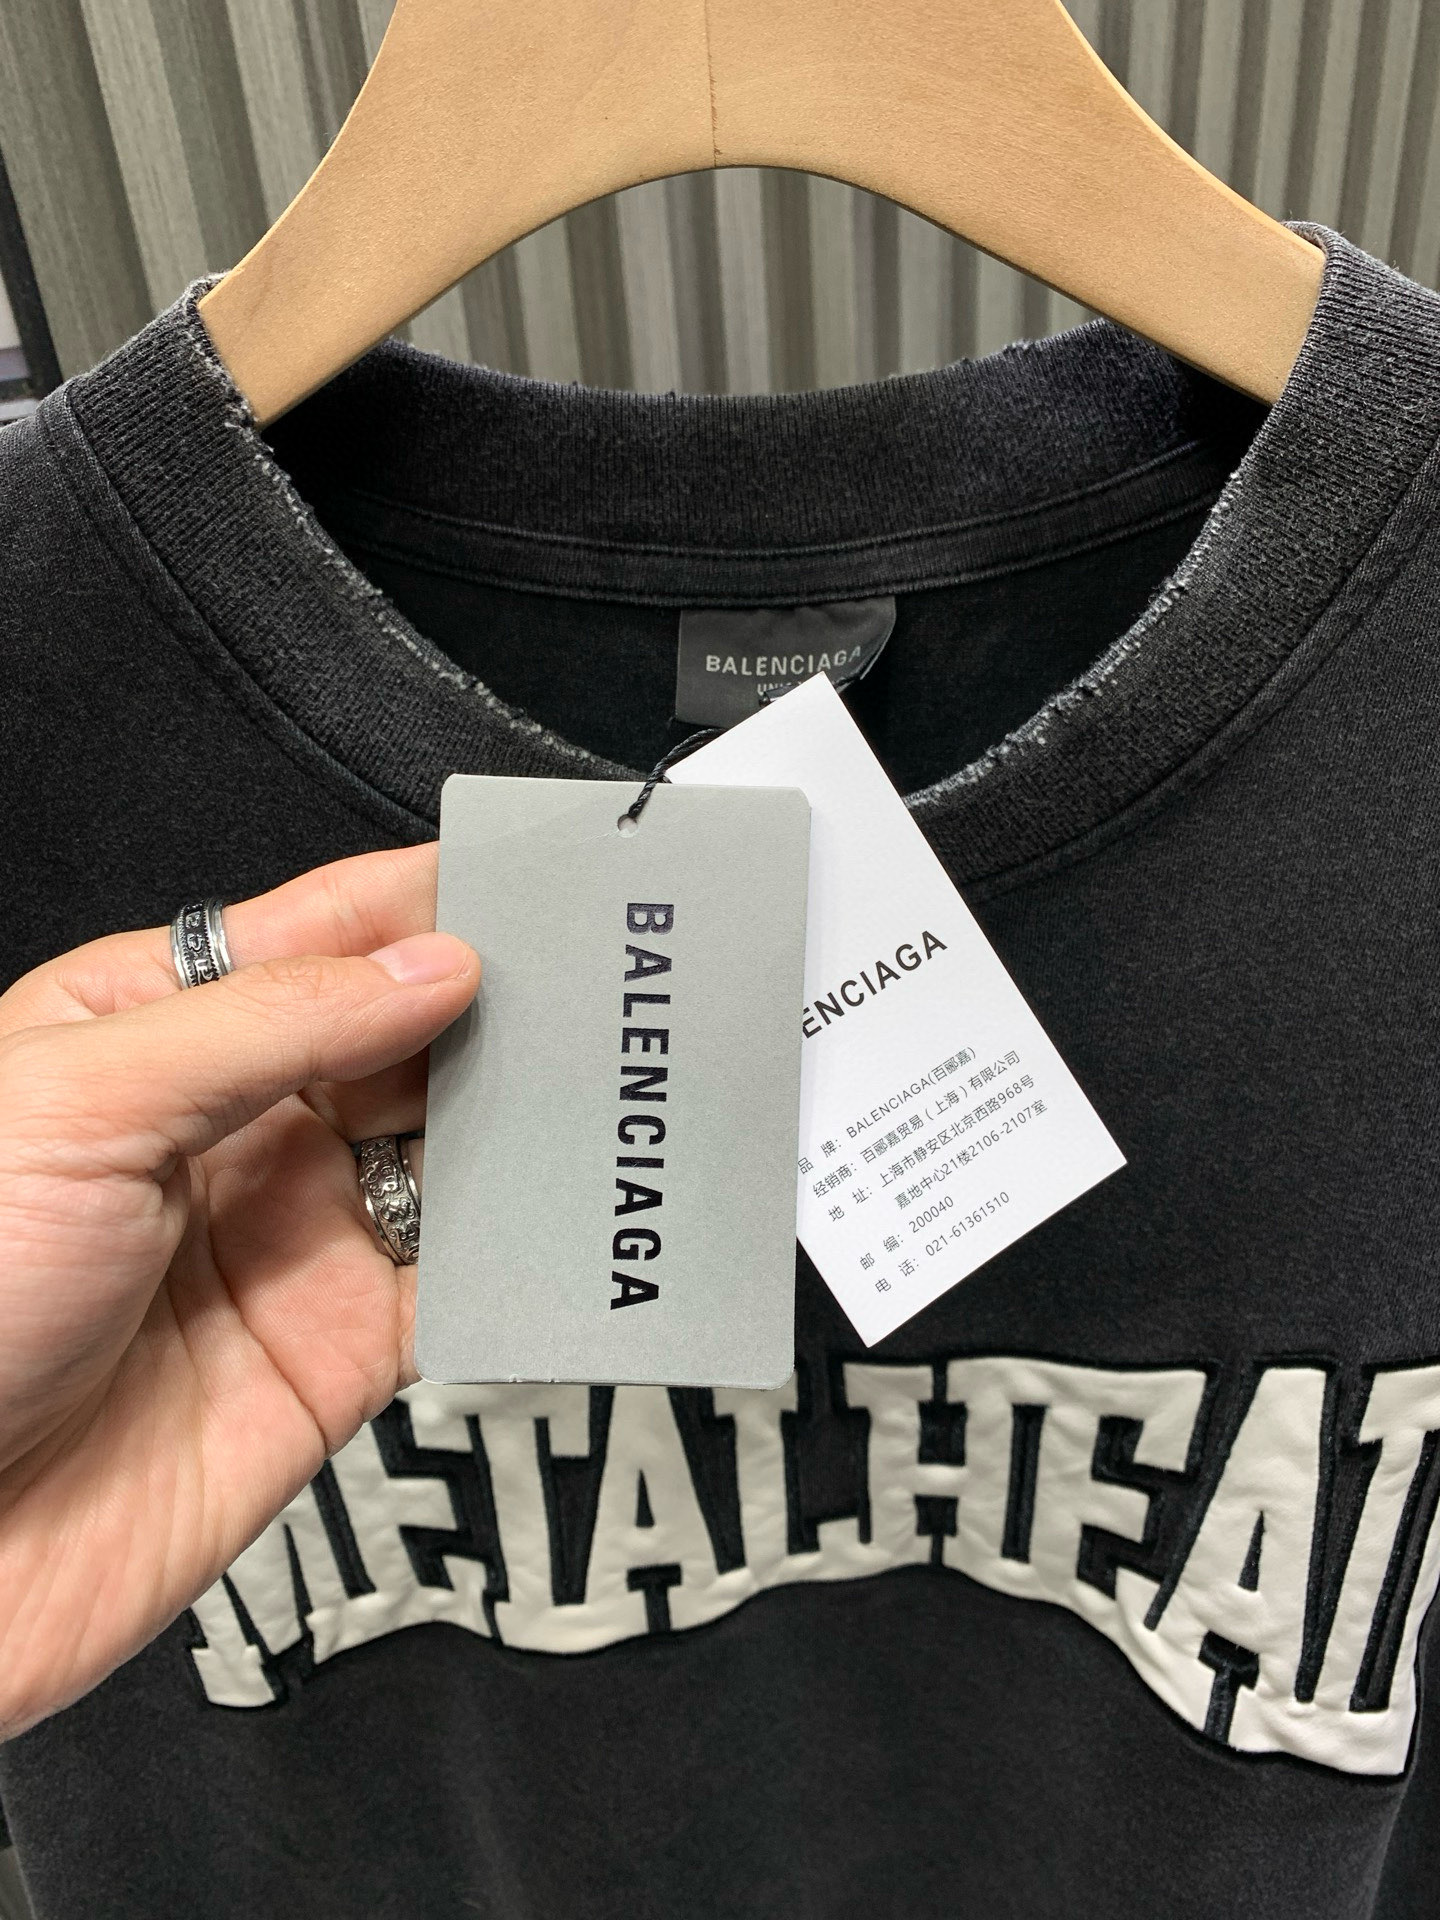 BALENCIAGA
BALENCIAGA
ENCIAGA
品 牌：BALENCIAGA(百郦嘉)
经销商：百郦嘉贸易（上海）有限公司
地 址：上海市静安区北京西路968号
嘉地中心21楼2106-2107室
邮 编：200040
电 话：021-61361510
METALHEAD